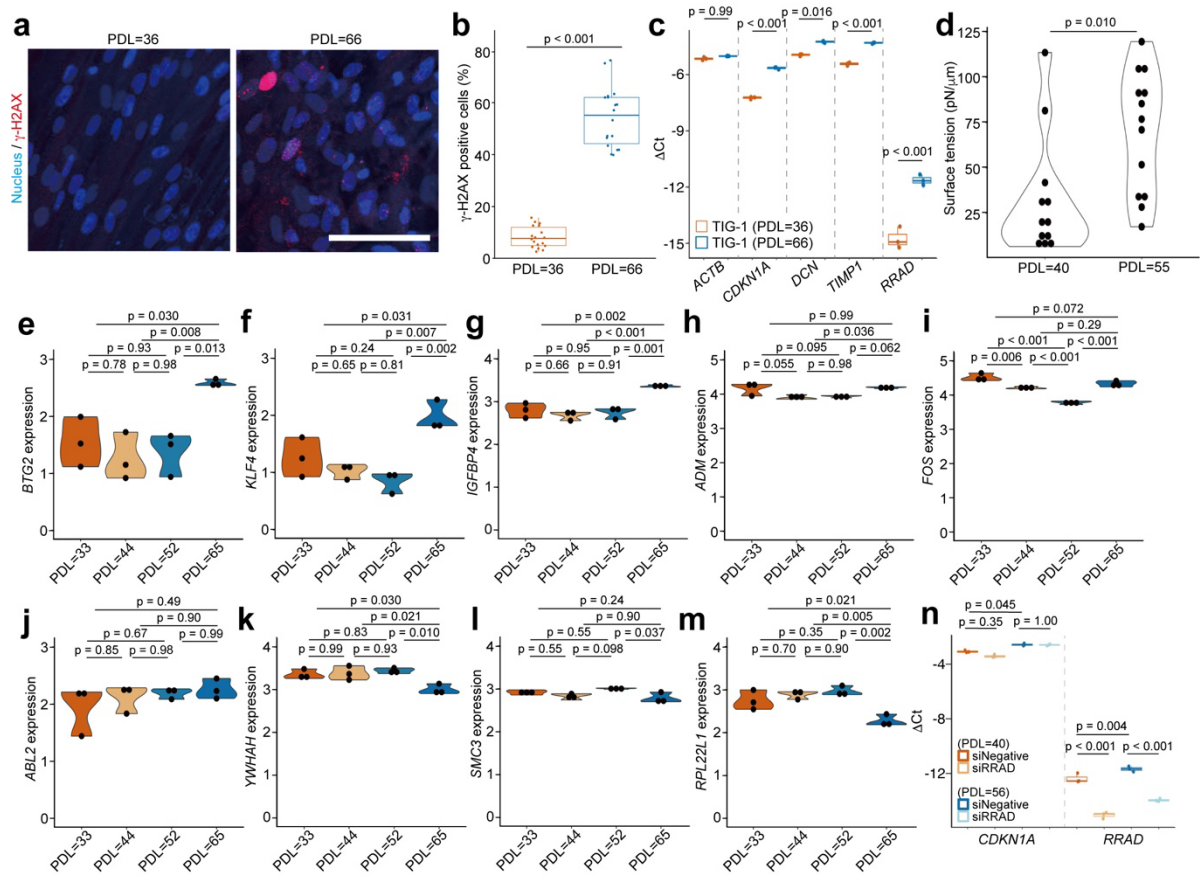 a
PDL=36
PDL=66
Nucleus / γ-H2AX
b
p < 0.001
γ-H2AX positive cells (%)
80
60
40
20
0
PDL=36
PDL=66
c
p = 0.99
p < 0.001
p = 0.016
p < 0.001
p < 0.001
ΔCt
-6
-9
-12
-15
TIG-1 (PDL=36)
TIG-1 (PDL=66)
ACTB
CDKN1A
DCN
TIMP1
RRAD
d
p = 0.010
Surface tension (pN/μm)
125
100
75
50
25
PDL=40
PDL=55
e
p = 0.030
p = 0.008
p = 0.93
p = 0.013
p = 0.78
p = 0.98
BTG2 expression
3
2
1
0
PDL=33
PDL=44
PDL=52
PDL=65
f
p = 0.031
p = 0.007
p = 0.24
p = 0.002
p = 0.65
p = 0.81
KLF4 expression
3
2
1
0
PDL=33
PDL=44
PDL=52
PDL=65
g
p = 0.002
p < 0.001
p = 0.95
p = 0.001
p = 0.66
p = 0.91
IGFBP4 expression
4
3
2
1
0
PDL=33
PDL=44
PDL=52
PDL=65
h
p = 0.99
p = 0.036
p = 0.095
p = 0.062
p = 0.055
p = 0.98
ADM expression
5
4
3
2
1
0
PDL=33
PDL=44
PDL=52
PDL=65
i
p = 0.072
p = 0.29
p < 0.001
p < 0.001
p = 0.006
p < 0.001
FOS expression
5
4
3
2
1
0
PDL=33
PDL=44
PDL=52
PDL=65
j
p = 0.49
p = 0.90
p = 0.67
p = 0.99
p = 0.85
p = 0.98
ABL2 expression
3
2
1
0
PDL=33
PDL=44
PDL=52
PDL=65
k
p = 0.030
p = 0.021
p = 0.83
p = 0.010
p = 0.99
p = 0.93
YWHAH expression
4
3
2
1
0
PDL=33
PDL=44
PDL=52
PDL=65
l
p = 0.24
p = 0.90
p = 0.55
p = 0.037
p = 0.55
p = 0.098
SMC3 expression
3
2
1
0
PDL=33
PDL=44
PDL=52
PDL=65
m
p = 0.021
p = 0.005
p = 0.35
p = 0.002
p = 0.70
p = 0.90
RPL22L1 expression
4
3
2
1
0
PDL=33
PDL=44
PDL=52
PDL=65
n
p = 0.045
p = 0.35
p = 1.00
p = 0.004
p < 0.001
p < 0.001
ΔCt
-4
-8
-12
(PDL=40)
siNegative
siRRAD
(PDL=56)
siNegative
siRRAD
CDKN1A
RRAD